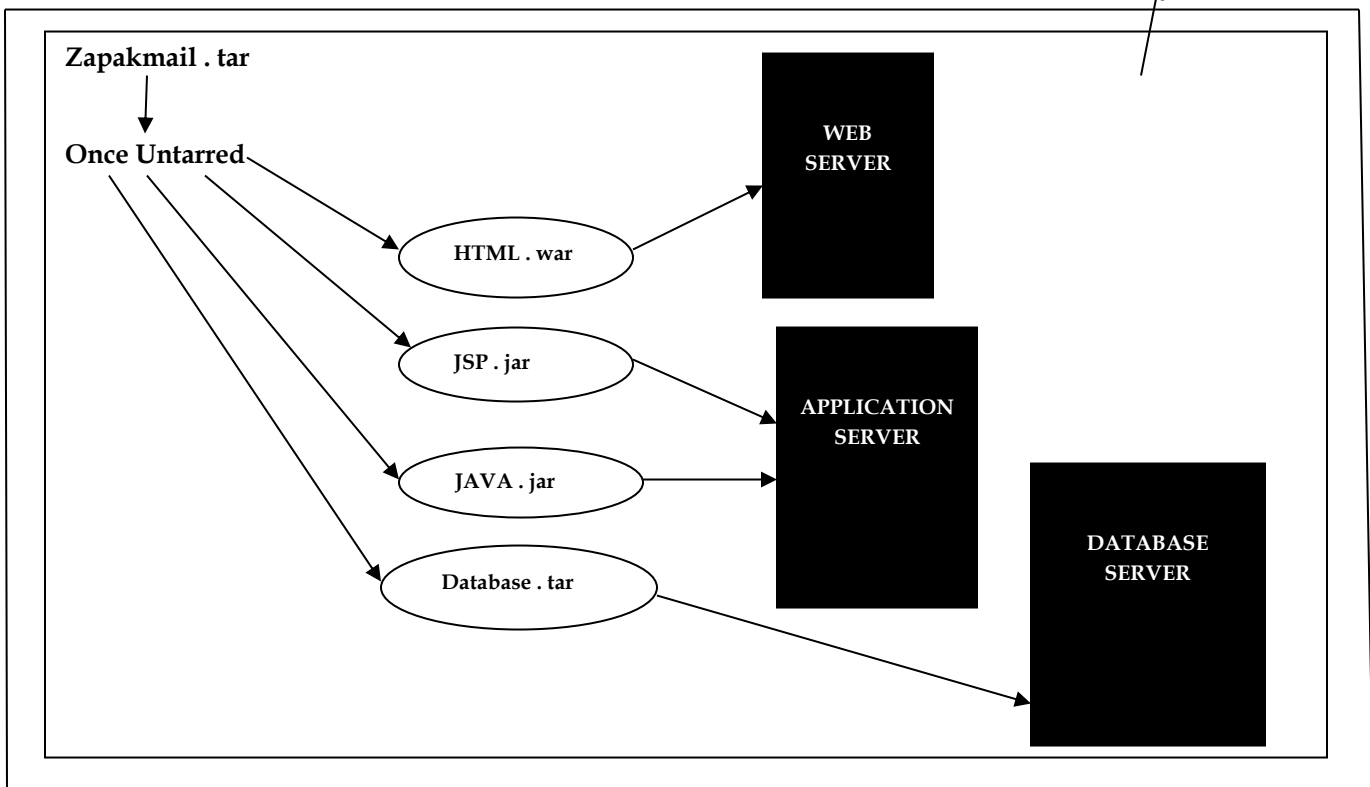 Zapakmail . tar
Once Untarred
WEB
SERVER
HTML . war
JSP . jar
APPLICATION
SERVER
JAVA . jar
DATABASE
SERVER
Database . tar